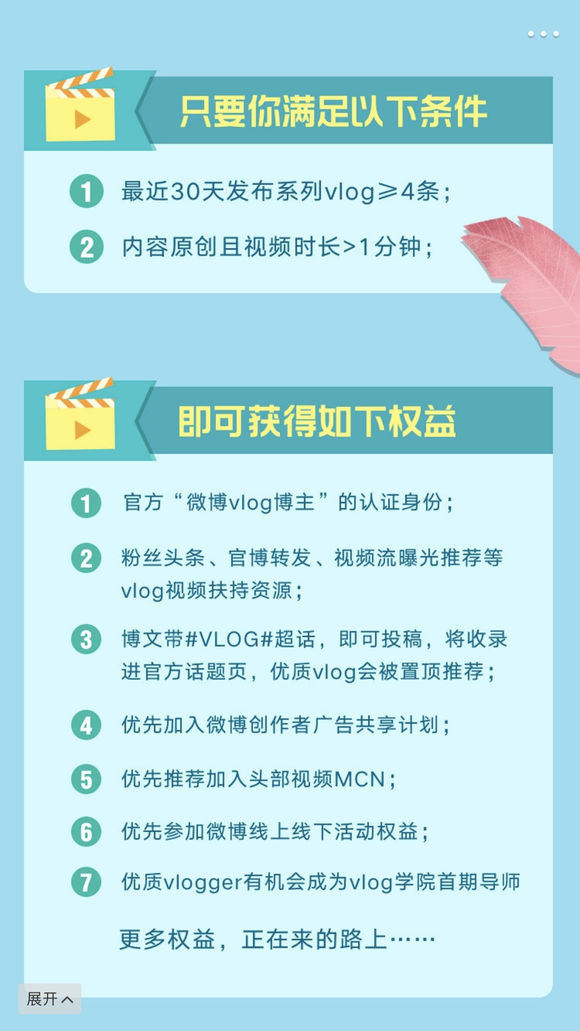 只要你满足以下条件
1 最近30天发布系列vlog≥4条；
2 内容原创且视频时长>1分钟；
即可获得如下权益
1 官方“微博vlog博主”的认证身份；
2 粉丝头条、官博转发、视频流曝光推荐等
vlog视频扶持资源；
3 博文带#VLOG#超话，即可投稿，将收录
进官方话题页，优质vlog会被置顶推荐；
4 优先加入微博创作者广告共享计划；
5 优先推荐加入头部视频MCN；
6 优先参加微博线上线下活动权益；
7 优质vlogger有机会成为vlog学院首期导师
更多权益，正在来的路上……
展开